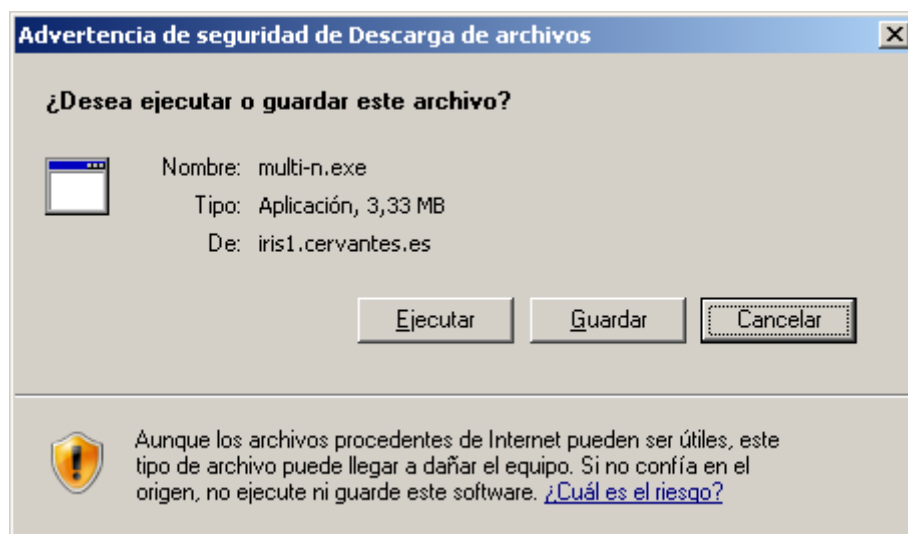 Advertencia de seguridad de Descarga de archivos
¿Desea ejecutar o guardar este archivo?
Nombre: multi-n.exe
Tipo: Aplicación, 3,33 MB
De: iris1.cervantes.es
Ejecutar Guardar Cancelar
Aunque los archivos procedentes de Internet pueden ser útiles, este
tipo de archivo puede llegar a dañar el equipo. Si no confía en el
origen, no ejecute ni guarde este software. ¿Cuál es el riesgo?